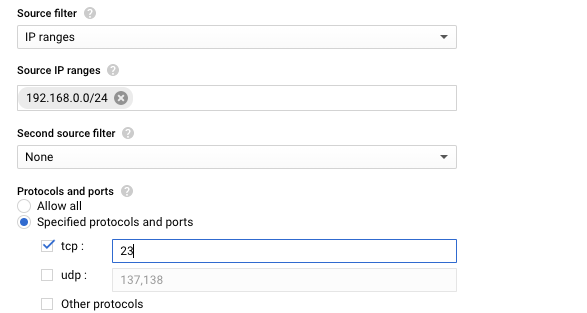 Source filter
IP ranges
Source IP ranges
192.168.0.0/24
Second source filter
None
Protocols and ports
Allow all
Specified protocols and ports
tcp : 23
udp : 137,138
Other protocols